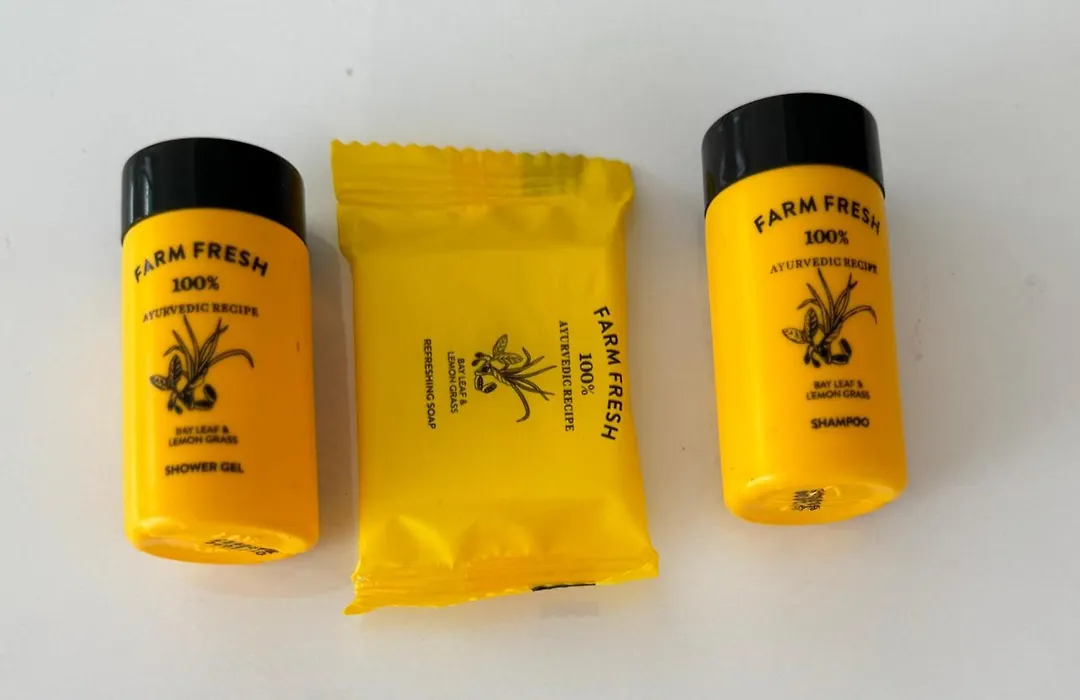 FARM FRESH
100%
AYURVEDIC RECIPE
BAY LEAF &
LEMON GRASS
SHOWER GEL
FARM FRESH
100%
AYURVEDIC RECIPE
BAY LEAF &
LEMON GRASS
REFRESHING SOAP
FARM FRESH
100%
AYURVEDIC RECIPE
BAY LEAF &
LEMON GRASS
SHAMPOO